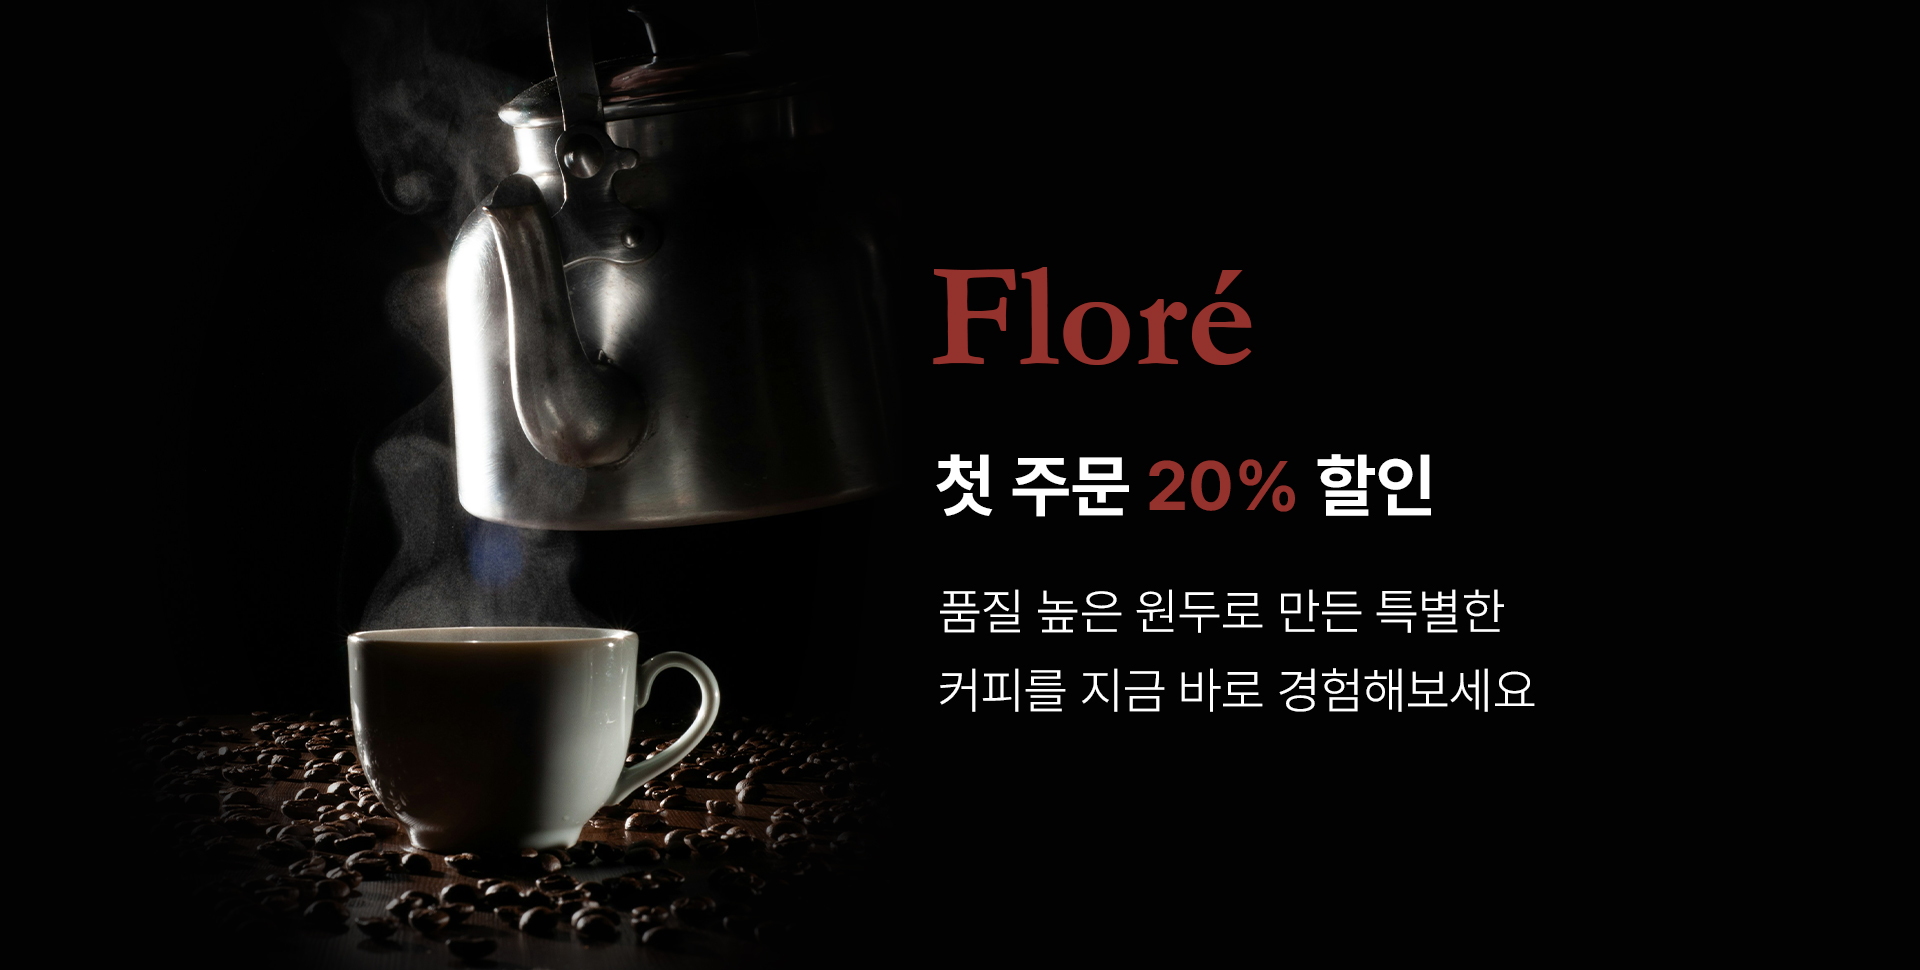 Floré
첫 주문 20% 할인
품질 높은 원두로 만든 특별한
커피를 지금 바로 경험해보세요